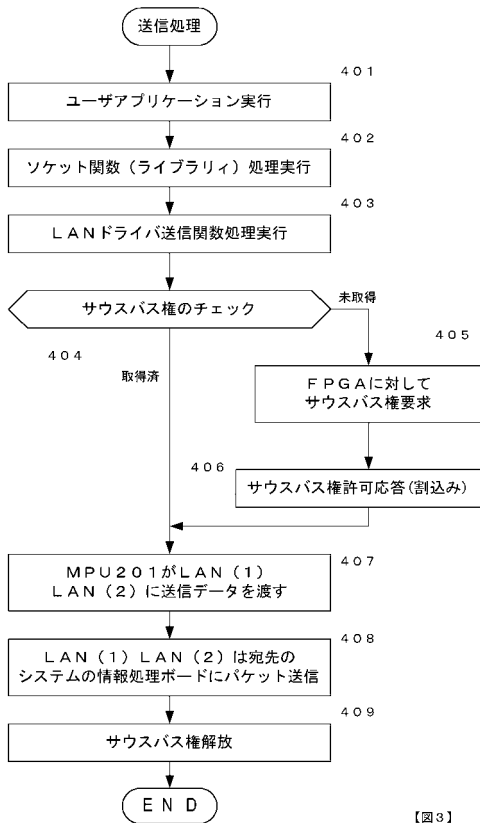 送信処理
401
ユーザアプリケーション実行
402
ソケット関数（ライブラリィ）処理実行
403
LANドライバ送信関数処理実行
サウスバス権のチェック
未取得
404
取得済
405
FPGAに対して
サウスバス権要求
406
サウスバス権許可応答(割込み)
407
MPU201がLAN（1）
LAN（2）に送信データを渡す
408
LAN（1）LAN（2）は宛先の
システムの情報処理ボードにパケット送信
409
サウスバス権解放
END
【図3】